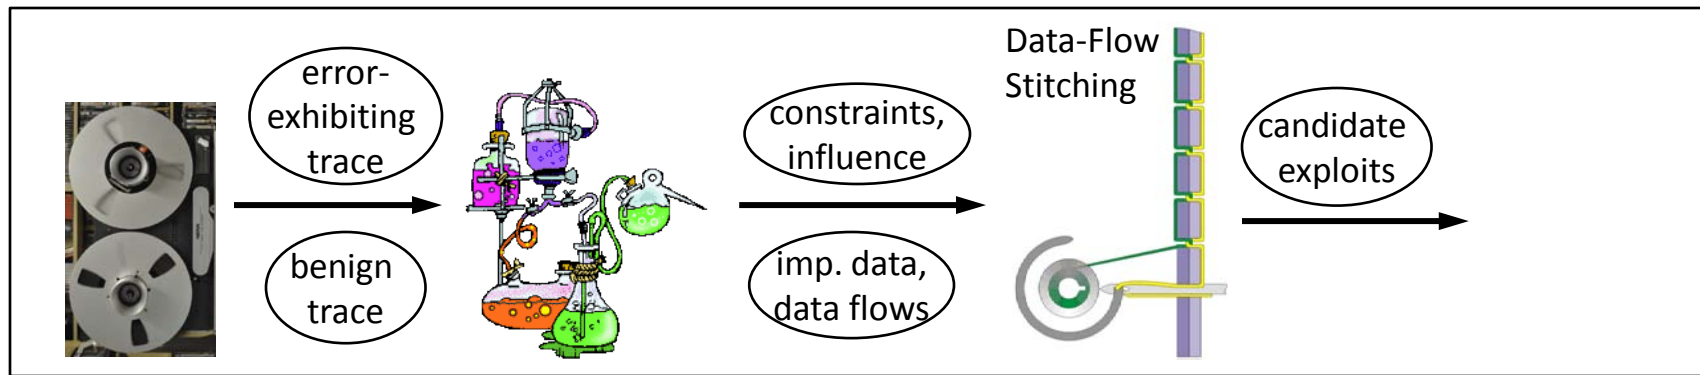 error-
exhibiting
trace
benign
trace
constraints,
influence
imp. data,
data flows
Data-Flow
Stitching
candidate
exploits